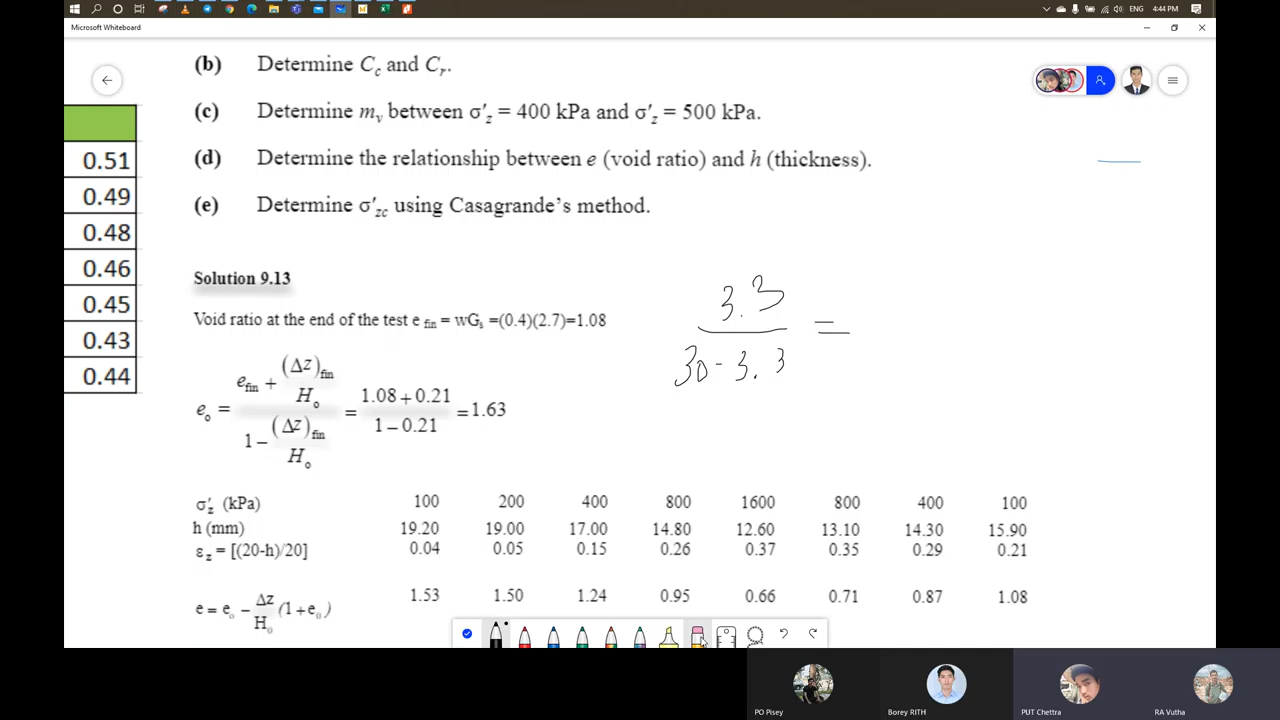 ENG 4:44 PM
Microsoft Whiteboard
(b) Determine Cc and Cr.
(c) Determine mv between σ'z = 400 kPa and σ'z = 500 kPa.
(d) Determine the relationship between e (void ratio) and h (thickness).
(e) Determine σ'zc using Casagrande's method.
0.51
0.49
0.48
0.46
0.45
0.43
0.44
Solution 9.13
Void ratio at the end of the test e fin = wGs =(0.4)(2.7)=1.08
eo = (efin + (Δz)fin / Ho) / (1 − (Δz)fin / Ho) = (1.08 + 0.21) / (1 − 0.21) = 1.63
3.3 / 30 - 3.3 =
σ'z (kPa) 100 200 400 800 1600 800 400 100
h (mm) 19.20 19.00 17.00 14.80 12.60 13.10 14.30 15.90
εz = [(20-h)/20] 0.04 0.05 0.15 0.26 0.37 0.35 0.29 0.21
e = eo − Δz/Ho (1+eo) 1.53 1.50 1.24 0.95 0.66 0.71 0.87 1.08
PO Pisey
Borey RITH
PUT Chettra
RA Vutha